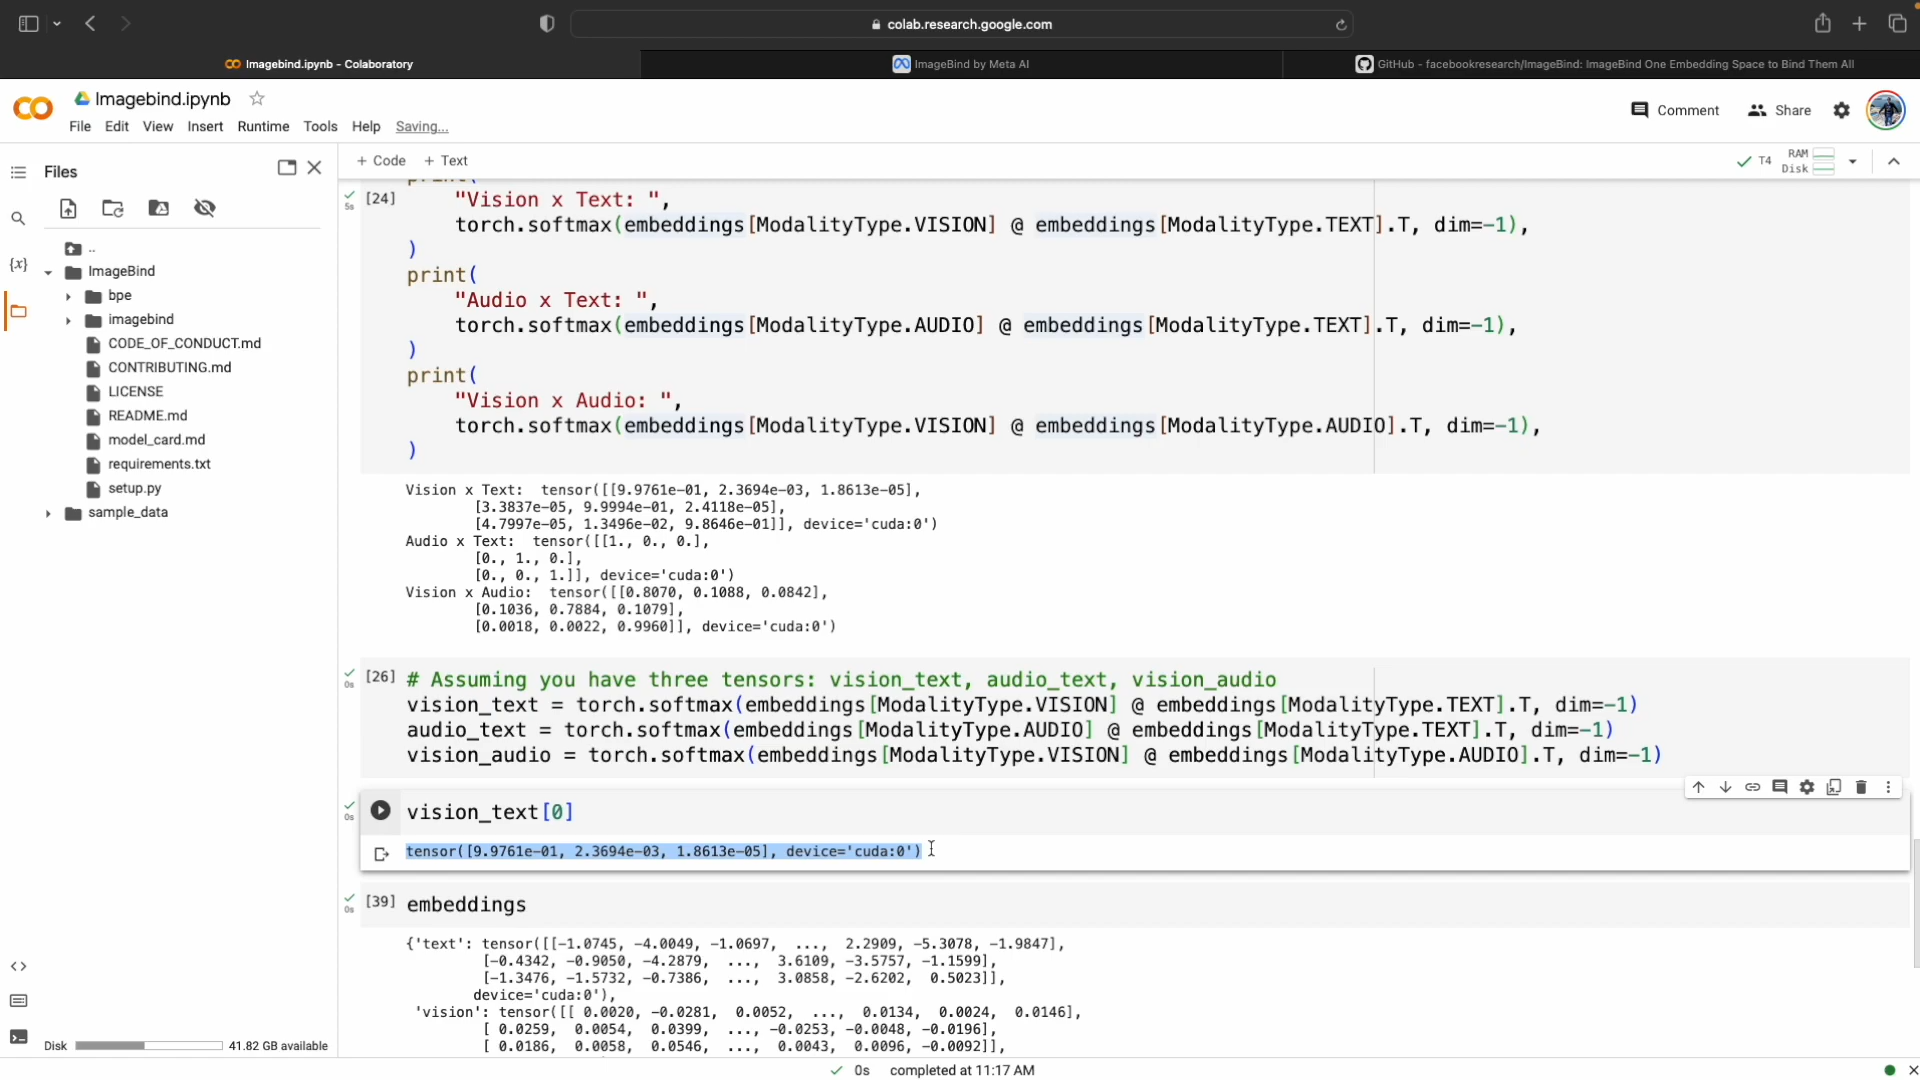 colab.research.google.com
Imagebind.ipynb - Colaboratory
ImageBind by Meta AI
GitHub - facebookresearch/ImageBind: ImageBind One Embedding Space to Bind Them All
Imagebind.ipynb
File Edit View Insert Runtime Tools Help Saving...
Comment Share
Files
+ Code + Text
T4 RAM Disk
..
ImageBind
bpe
imagebind
CODE_OF_CONDUCT.md
CONTRIBUTING.md
LICENSE
README.md
model_card.md
requirements.txt
setup.py
sample_data
{x}
Disk 41.82 GB available
[24]
5s
"Vision x Text: ",
torch.softmax(embeddings[ModalityType.VISION] @ embeddings[ModalityType.TEXT].T, dim=-1),
)
print(
"Audio x Text: ",
torch.softmax(embeddings[ModalityType.AUDIO] @ embeddings[ModalityType.TEXT].T, dim=-1),
)
print(
"Vision x Audio: ",
torch.softmax(embeddings[ModalityType.VISION] @ embeddings[ModalityType.AUDIO].T, dim=-1),
)
Vision x Text:  tensor([[9.9761e-01, 2.3694e-03, 1.8613e-05],
[3.3837e-05, 9.9994e-01, 2.4118e-05],
[4.7997e-05, 1.3496e-02, 9.8646e-01]], device='cuda:0')
Audio x Text:  tensor([[1., 0., 0.],
[0., 1., 0.],
[0., 0., 1.]], device='cuda:0')
Vision x Audio:  tensor([[0.8070, 0.1088, 0.0842],
[0.1036, 0.7884, 0.1079],
[0.0018, 0.0022, 0.9960]], device='cuda:0')
[26] # Assuming you have three tensors: vision_text, audio_text, vision_audio
0s
vision_text = torch.softmax(embeddings[ModalityType.VISION] @ embeddings[ModalityType.TEXT].T, dim=-1)
audio_text = torch.softmax(embeddings[ModalityType.AUDIO] @ embeddings[ModalityType.TEXT].T, dim=-1)
vision_audio = torch.softmax(embeddings[ModalityType.VISION] @ embeddings[ModalityType.AUDIO].T, dim=-1)
0s
vision_text[0]
tensor([9.9761e-01, 2.3694e-03, 1.8613e-05], device='cuda:0')
[39] embeddings
0s
{'text': tensor([[-1.0745, -4.0049, -1.0697,  ...,  2.2909, -5.3078, -1.9847],
[-0.4342, -0.9050, -4.2879,  ...,  3.6109, -3.5757, -1.1599],
[-1.3476, -1.5732, -0.7386,  ...,  3.0858, -2.6202,  0.5023]],
device='cuda:0'),
'vision': tensor([[ 0.0020, -0.0281,  0.0052,  ...,  0.0134,  0.0024,  0.0146],
[ 0.0259,  0.0054,  0.0399,  ..., -0.0253, -0.0048, -0.0196],
[ 0.0186,  0.0058,  0.0546,  ...,  0.0043,  0.0096, -0.0092]],
0s completed at 11:17 AM